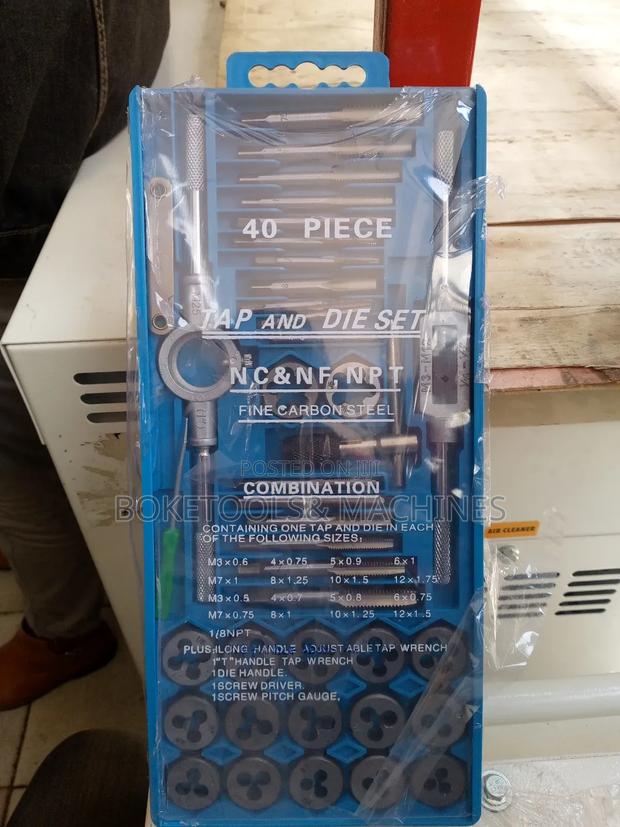 40 PIECE
TAP AND DIE SET
N,C&NF, NPT
FINE CARBON STEEL
POSTED ON JIJI
COMBINATION
BOKETOOLS & MACHINES
CONTAINING ONE TAP AND DIE IN EACH
OF THE FOLLOWING SIZES:
AIR CLEANER
M3×0.6 4×0.75 5×0.9 6×1
M7×1 8×1.25 10×1.5 12×1.75
M3×0.5 4×0.7 5×0.8 6×0.75
M7×0.75 8×1 10×1.25 12×1.5
1/8NPT
PLUS:LONG HANDLE ADJUSTABLE TAP WRENCH
1"T"HANDLE TAP WRENCH
1DIE HANDLE.
1SCREW DRIVER.
1SCREW PITCH GAUGE.